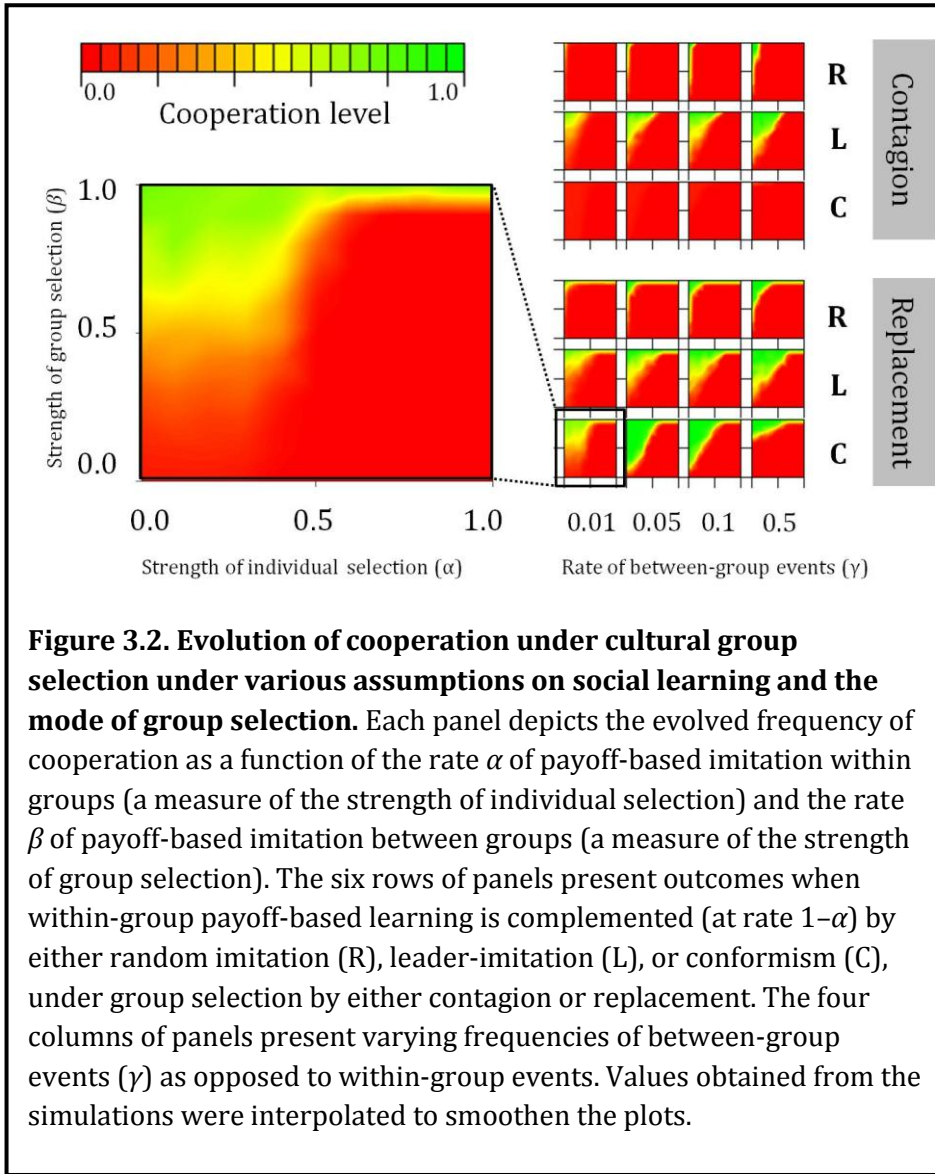 0.0 1.0
Cooperation level
Strength of group selection (β)
1.0
0.5
0.0
0.0 0.5 1.0
Strength of individual selection (α)
R
L
C
Contagion
R
L
C
Replacement
0.01 0.05 0.1 0.5
Rate of between-group events (γ)
Figure 3.2. Evolution of cooperation under cultural group
selection under various assumptions on social learning and the
mode of group selection. Each panel depicts the evolved frequency of
cooperation as a function of the rate α of payoff-based imitation within
groups (a measure of the strength of individual selection) and the rate
β of payoff-based imitation between groups (a measure of the strength
of group selection). The six rows of panels present outcomes when
within-group payoff-based learning is complemented (at rate 1–α) by
either random imitation (R), leader-imitation (L), or conformism (C),
under group selection by either contagion or replacement. The four
columns of panels present varying frequencies of between-group
events (γ) as opposed to within-group events. Values obtained from the
simulations were interpolated to smoothen the plots.